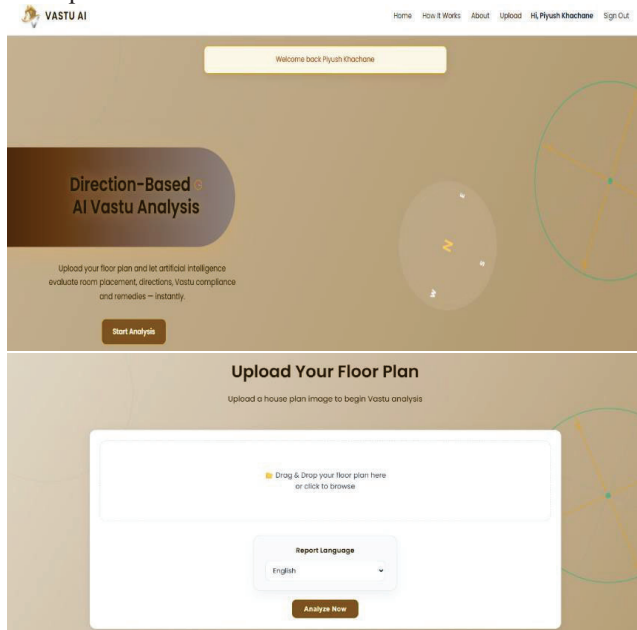 VASTU AI
Home How It Works About Upload Hi, Piyush Khachane Sign Out
Welcome back Piyush Khachane
Direction-Based
AI Vastu Analysis
Upload your floor plan and let artificial intelligence
evaluate room placement, directions, Vastu compliance
and remedies — instantly.
Start Analysis
Upload Your Floor Plan
Upload a house plan image to begin Vastu analysis
Drag & Drop your floor plan here
or click to browse
Report Language
English
Analyze Now